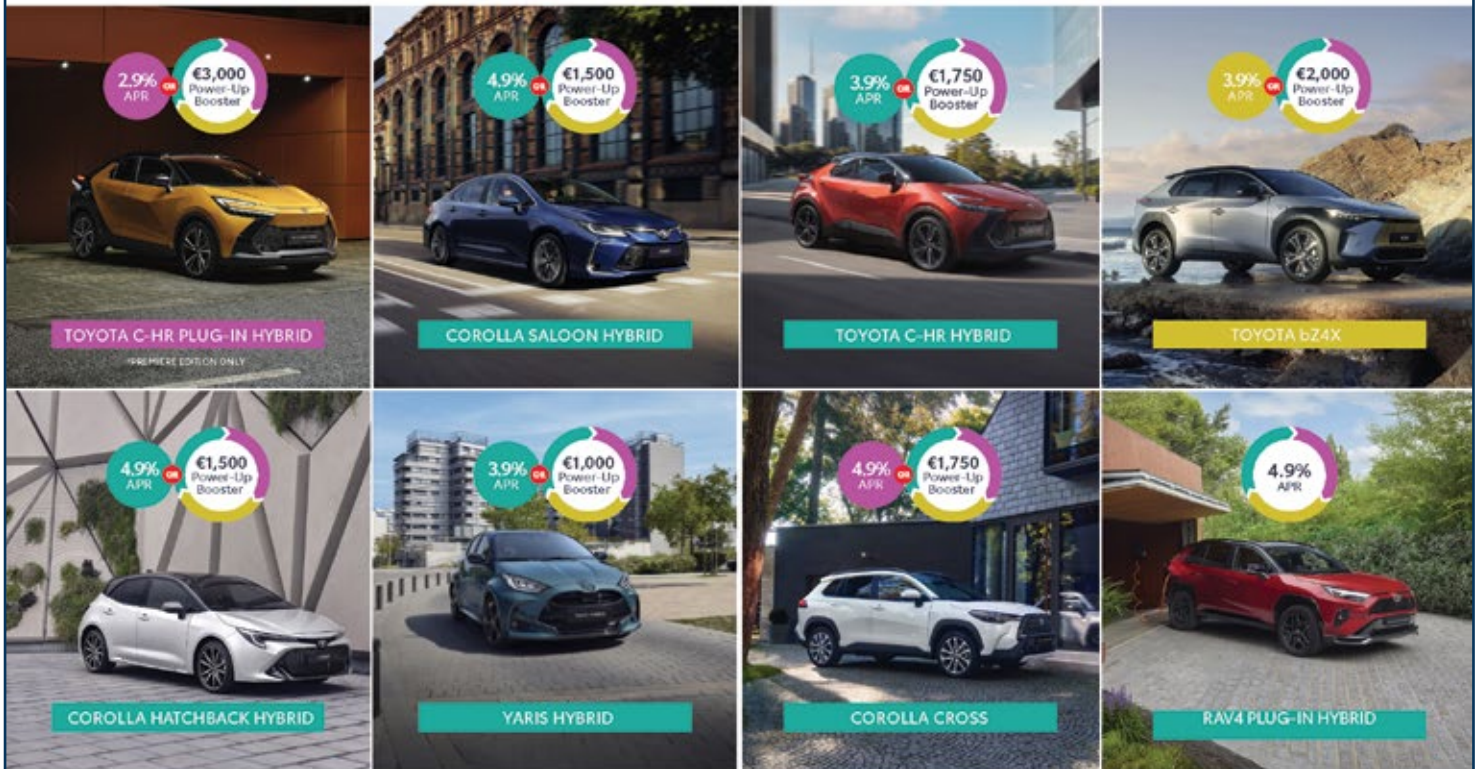 2.9%
APR
OR
€3,000
Power-Up
Booster
TOYOTA C-HR PLUG-IN HYBRID
*PREMIERE EDITION ONLY
4.9%
APR
OR
€1,500
Power-Up
Booster
COROLLA SALOON HYBRID
3.9%
APR
OR
€1,750
Power-Up
Booster
TOYOTA C-HR HYBRID
3.9%
APR
OR
€2,000
Power-Up
Booster
TOYOTA bZ4X
4.9%
APR
OR
€1,500
Power-Up
Booster
COROLLA HATCHBACK HYBRID
3.9%
APR
OR
€1,000
Power-Up
Booster
YARIS HYBRID
4.9%
APR
OR
€1,750
Power-Up
Booster
COROLLA CROSS
4.9%
APR
RAV4 PLUG-IN HYBRID